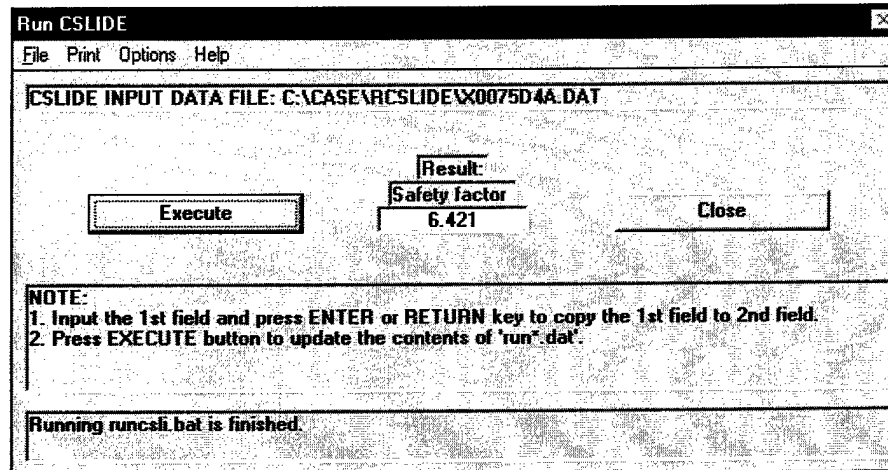 Run CSLIDE
File Print Options Help
CSLIDE INPUT DATA FILE: C:\CASE\RCSLIDE\X0075D4A.DAT
Result:
Safety factor
Execute
6.421
Close
NOTE:
1. Input the 1st field and press ENTER or RETURN key to copy the 1st field to 2nd field.
2. Press EXECUTE button to update the contents of 'run*.dat'.
Running runcsli.bat is finished.